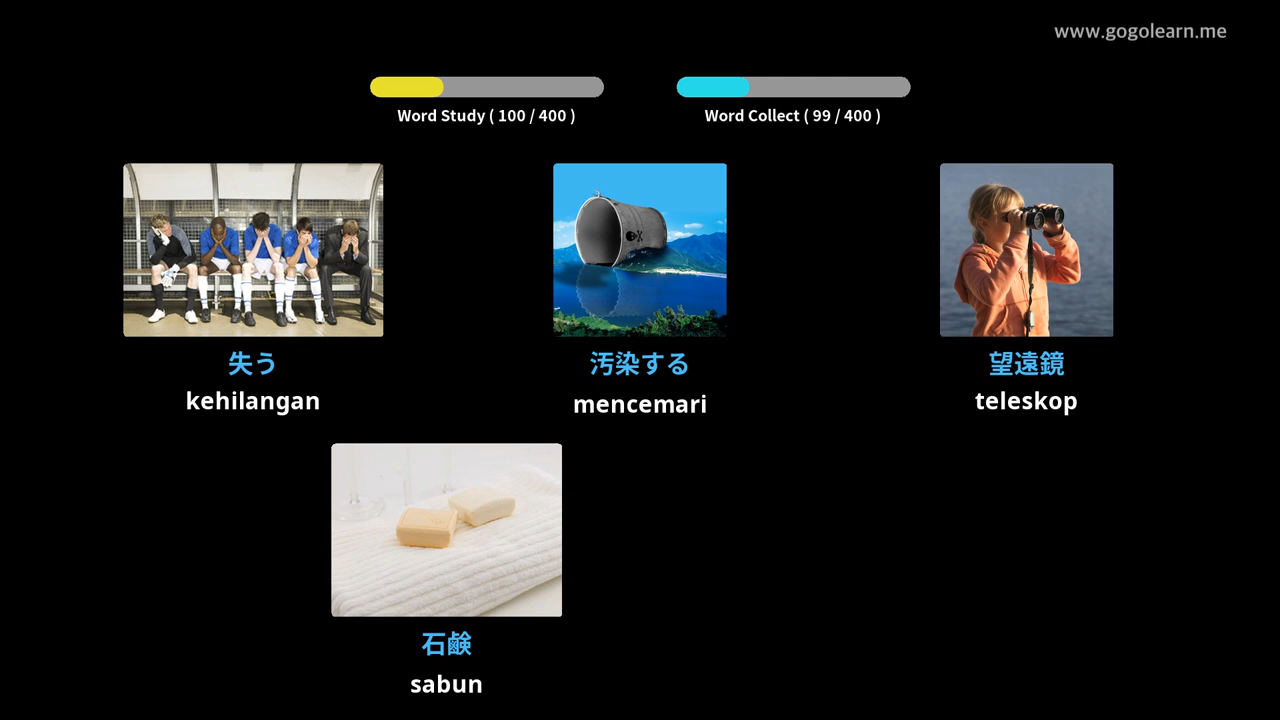 www.gogolearn.me
Word Study ( 100 / 400 )
Word Collect ( 99 / 400 )
失う
kehilangan
汚染する
mencemari
望遠鏡
teleskop
石鹸
sabun